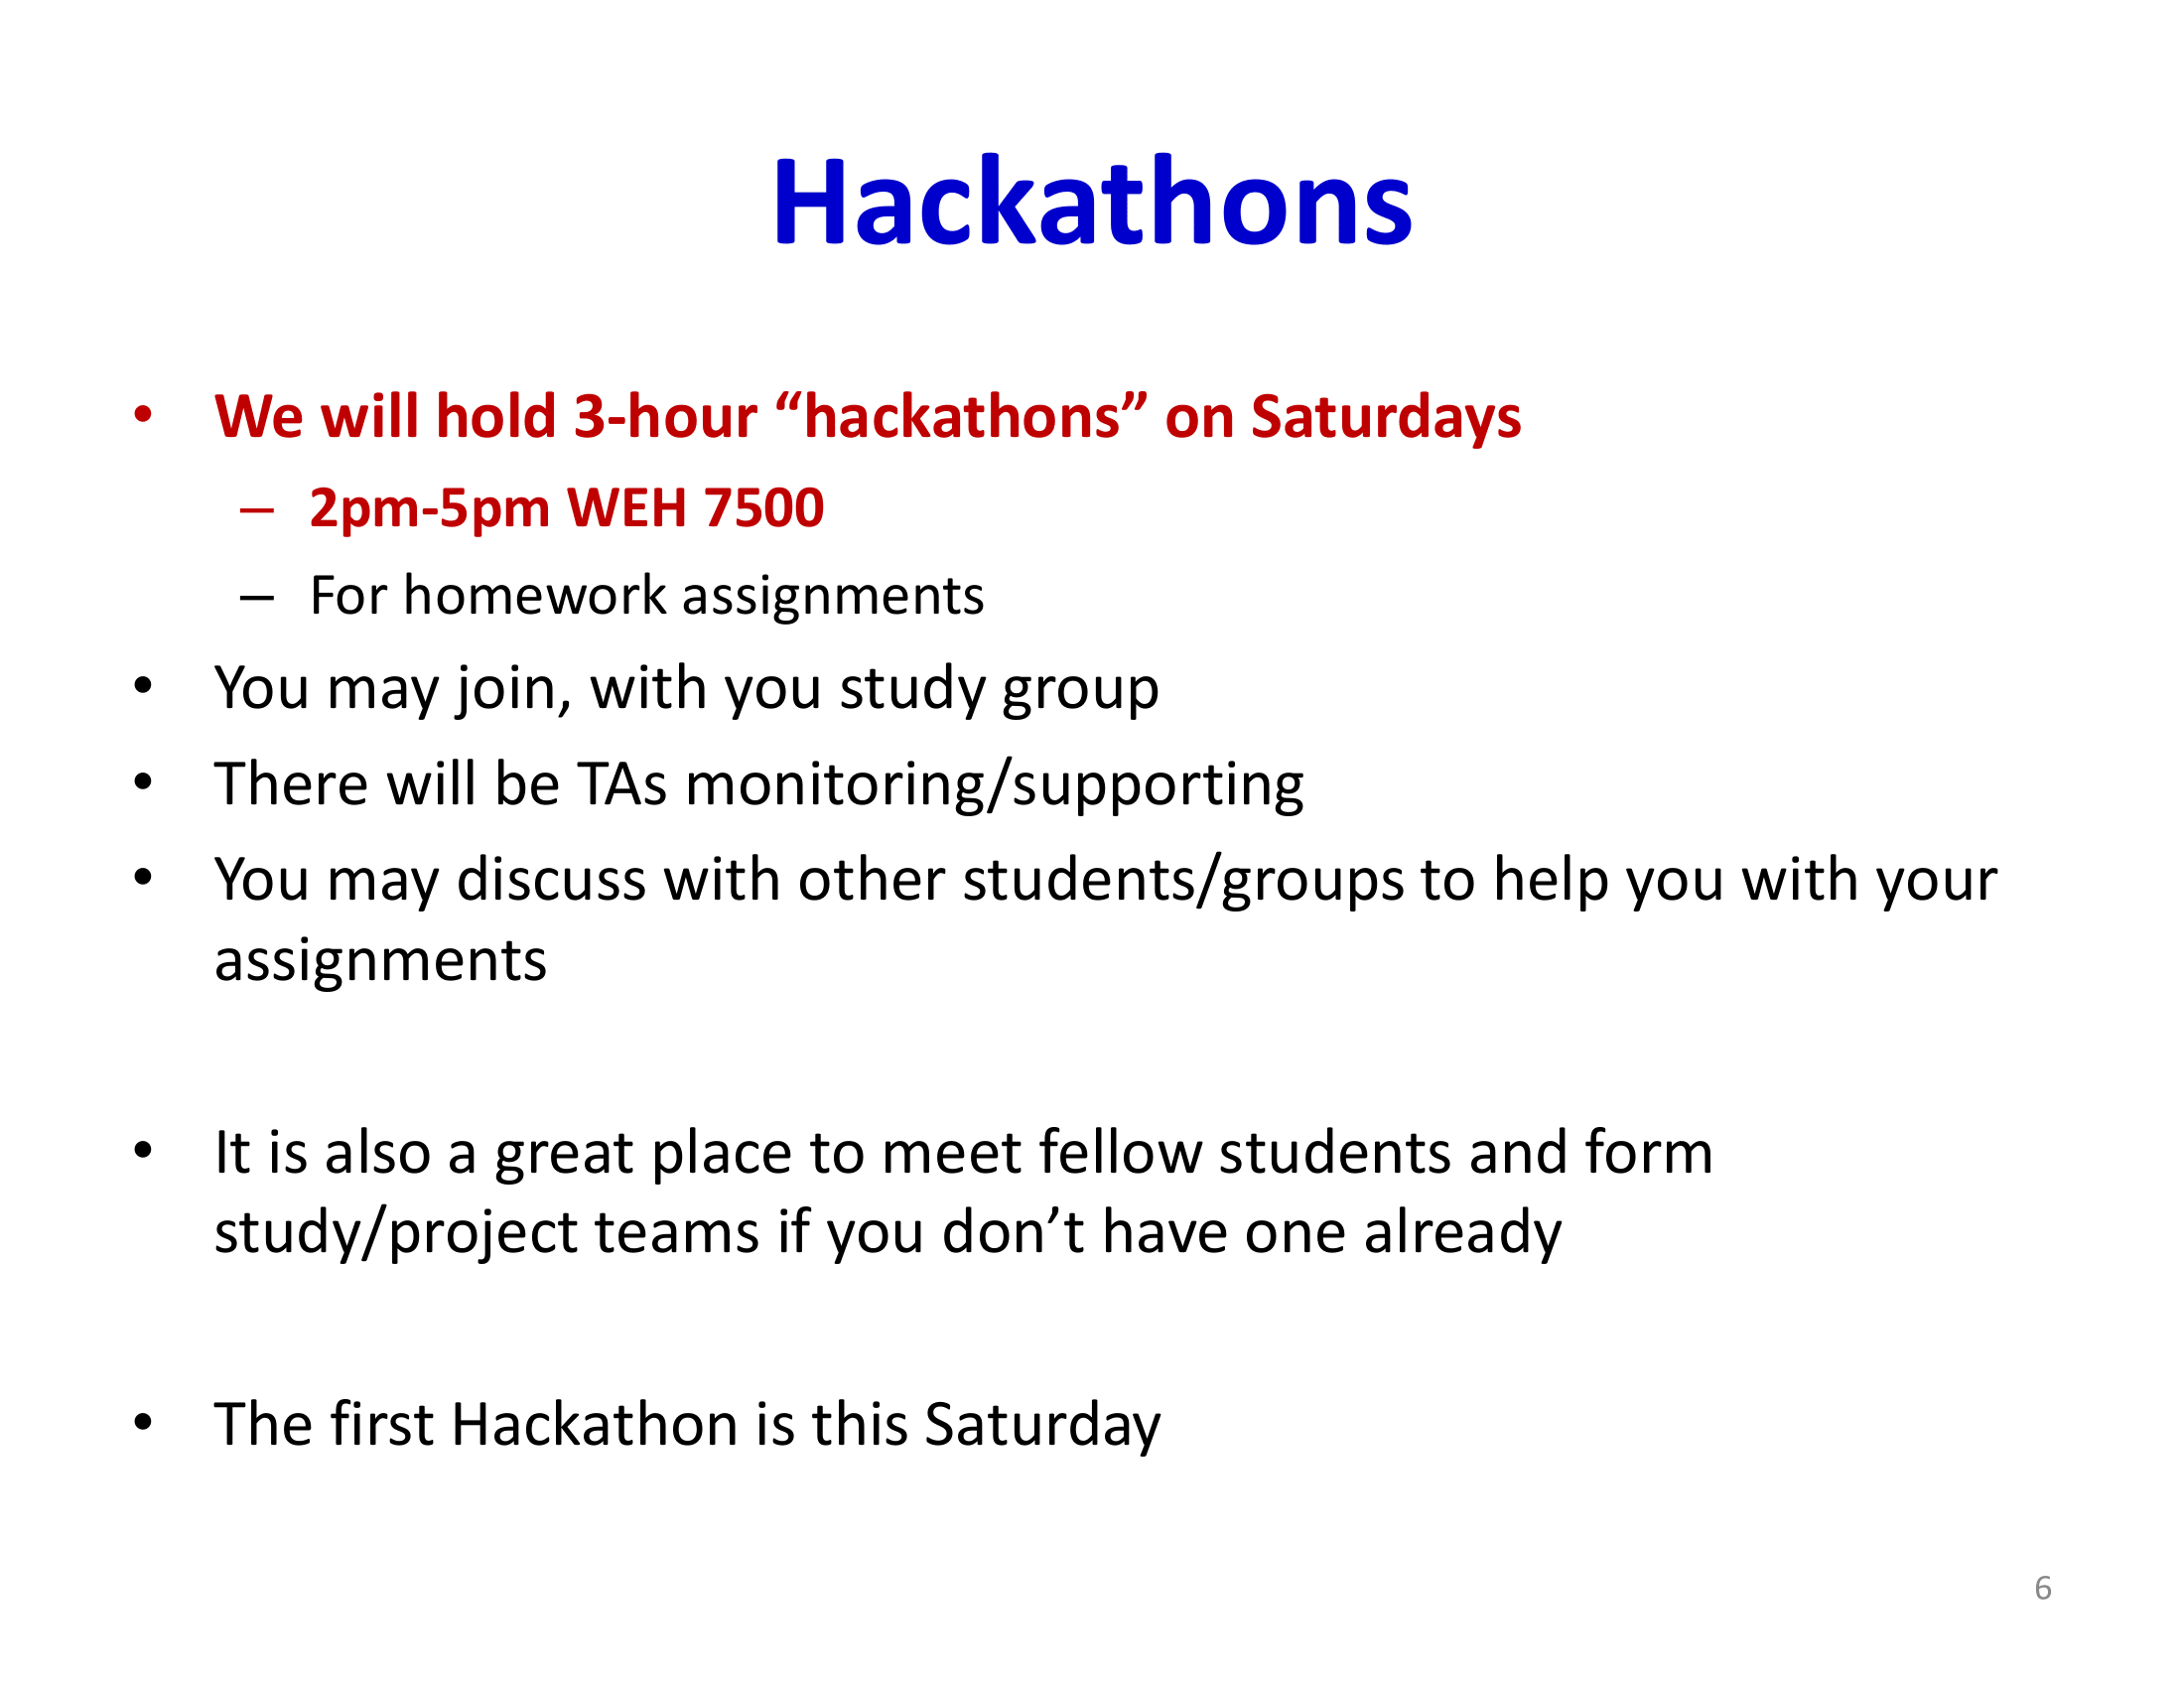 Hackathons
• We will hold 3-hour “hackathons” on Saturdays
– 2pm-5pm WEH 7500
– For homework assignments
• You may join, with you study group
• There will be TAs monitoring/supporting
• You may discuss with other students/groups to help you with your
assignments
• It is also a great place to meet fellow students and form
study/project teams if you don’t have one already
• The first Hackathon is this Saturday
6